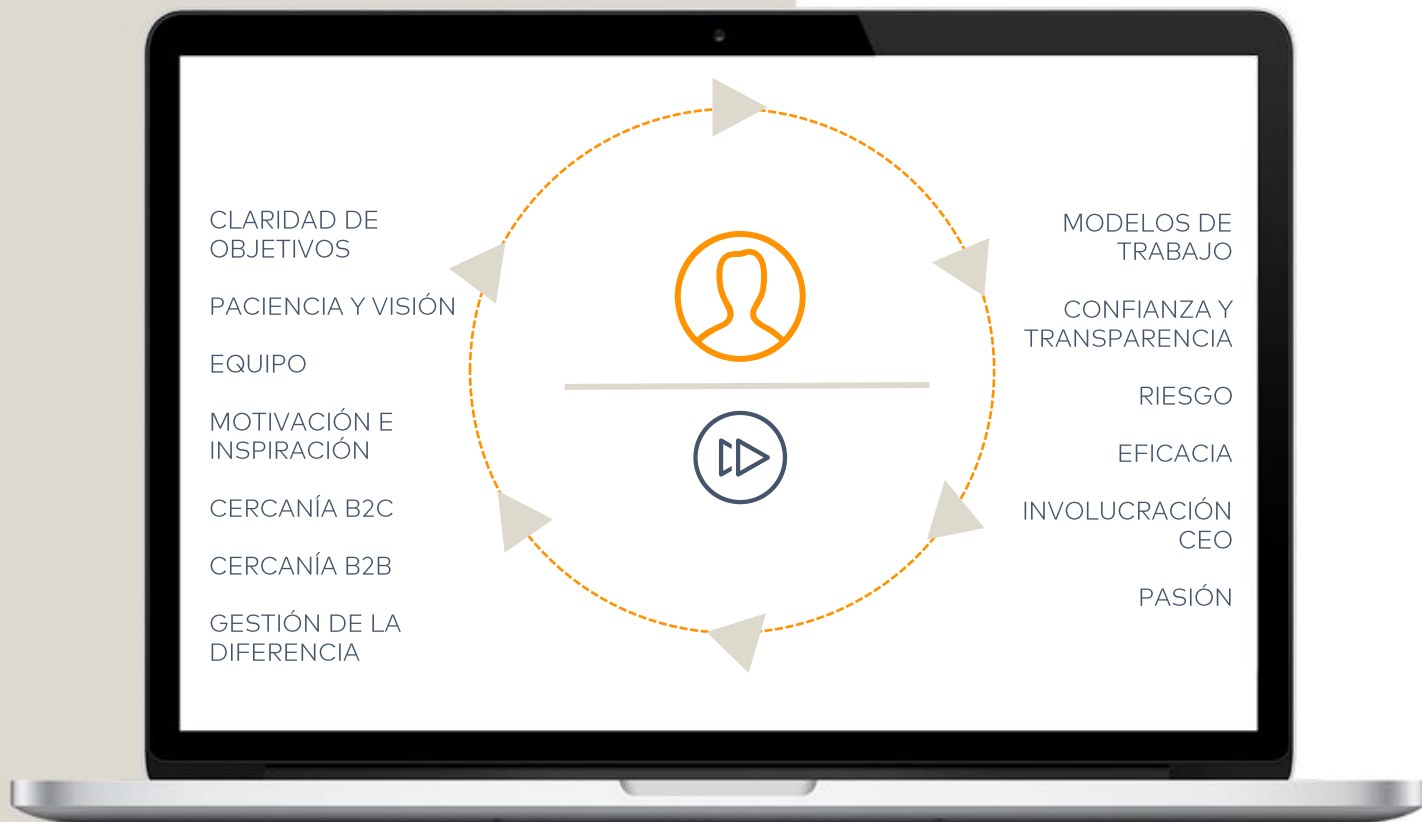 CLARIDAD DE
OBJETIVOS
PACIENCIA Y VISIÓN
EQUIPO
MOTIVACIÓN E
INSPIRACIÓN
CERCANÍA B2C
CERCANÍA B2B
GESTIÓN DE LA
DIFERENCIA
MODELOS DE
TRABAJO
CONFIANZA Y
TRANSPARENCIA
RIESGO
EFICACIA
INVOLUCRACIÓN
CEO
PASIÓN